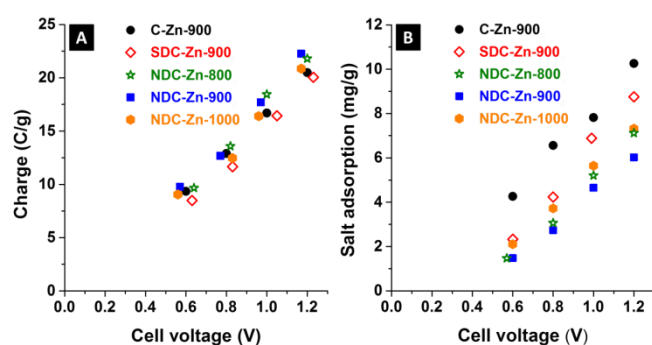 A
C-Zn-900
SDC-Zn-900
NDC-Zn-800
NDC-Zn-900
NDC-Zn-1000
Charge (C/g)
25
20
15
10
5
0
0.0 0.2 0.4 0.6 0.8 1.0 1.2
Cell voltage (V)
B
C-Zn-900
SDC-Zn-900
NDC-Zn-800
NDC-Zn-900
NDC-Zn-1000
Salt adsorption (mg/g)
12
10
8
6
4
2
0
0.0 0.2 0.4 0.6 0.8 1.0 1.2
Cell voltage (V)